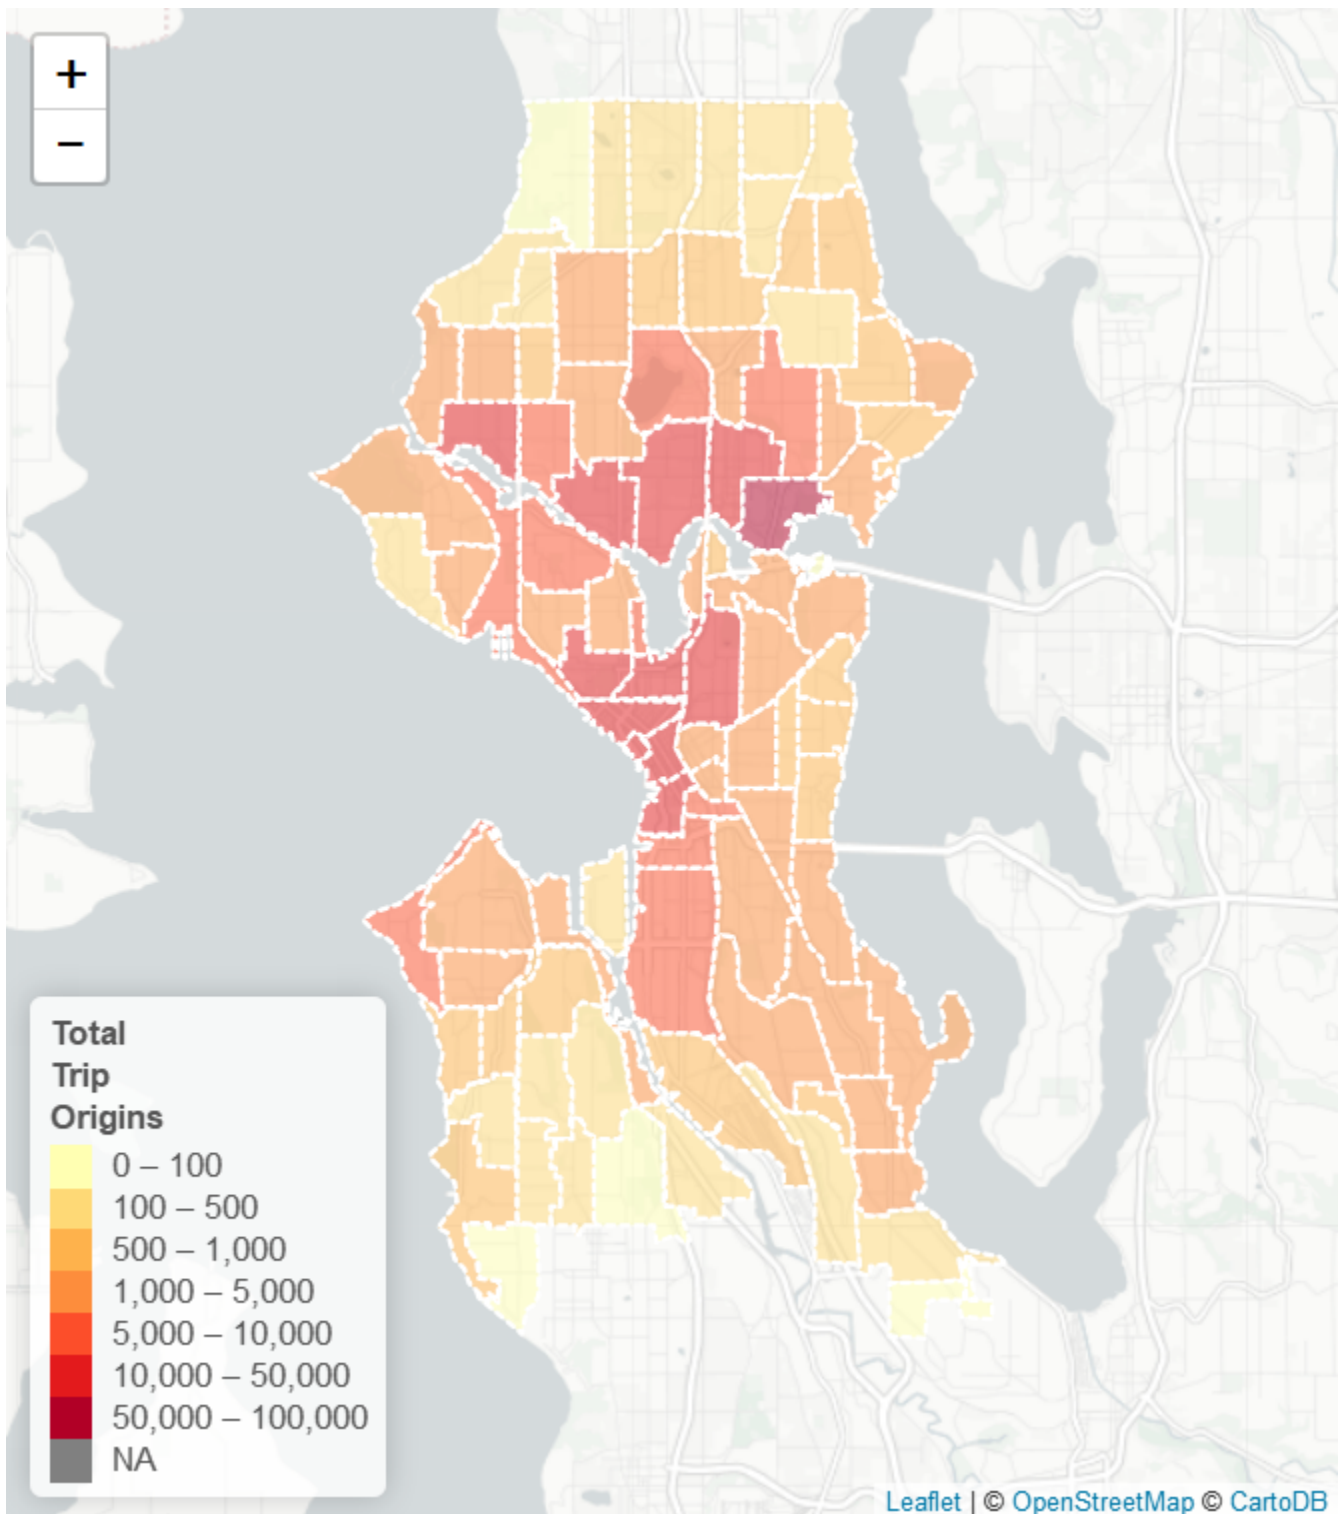 +
−
Total
Trip
Origins
0 – 100
100 – 500
500 – 1,000
1,000 – 5,000
5,000 – 10,000
10,000 – 50,000
50,000 – 100,000
NA
Leaflet | © OpenStreetMap © CartoDB